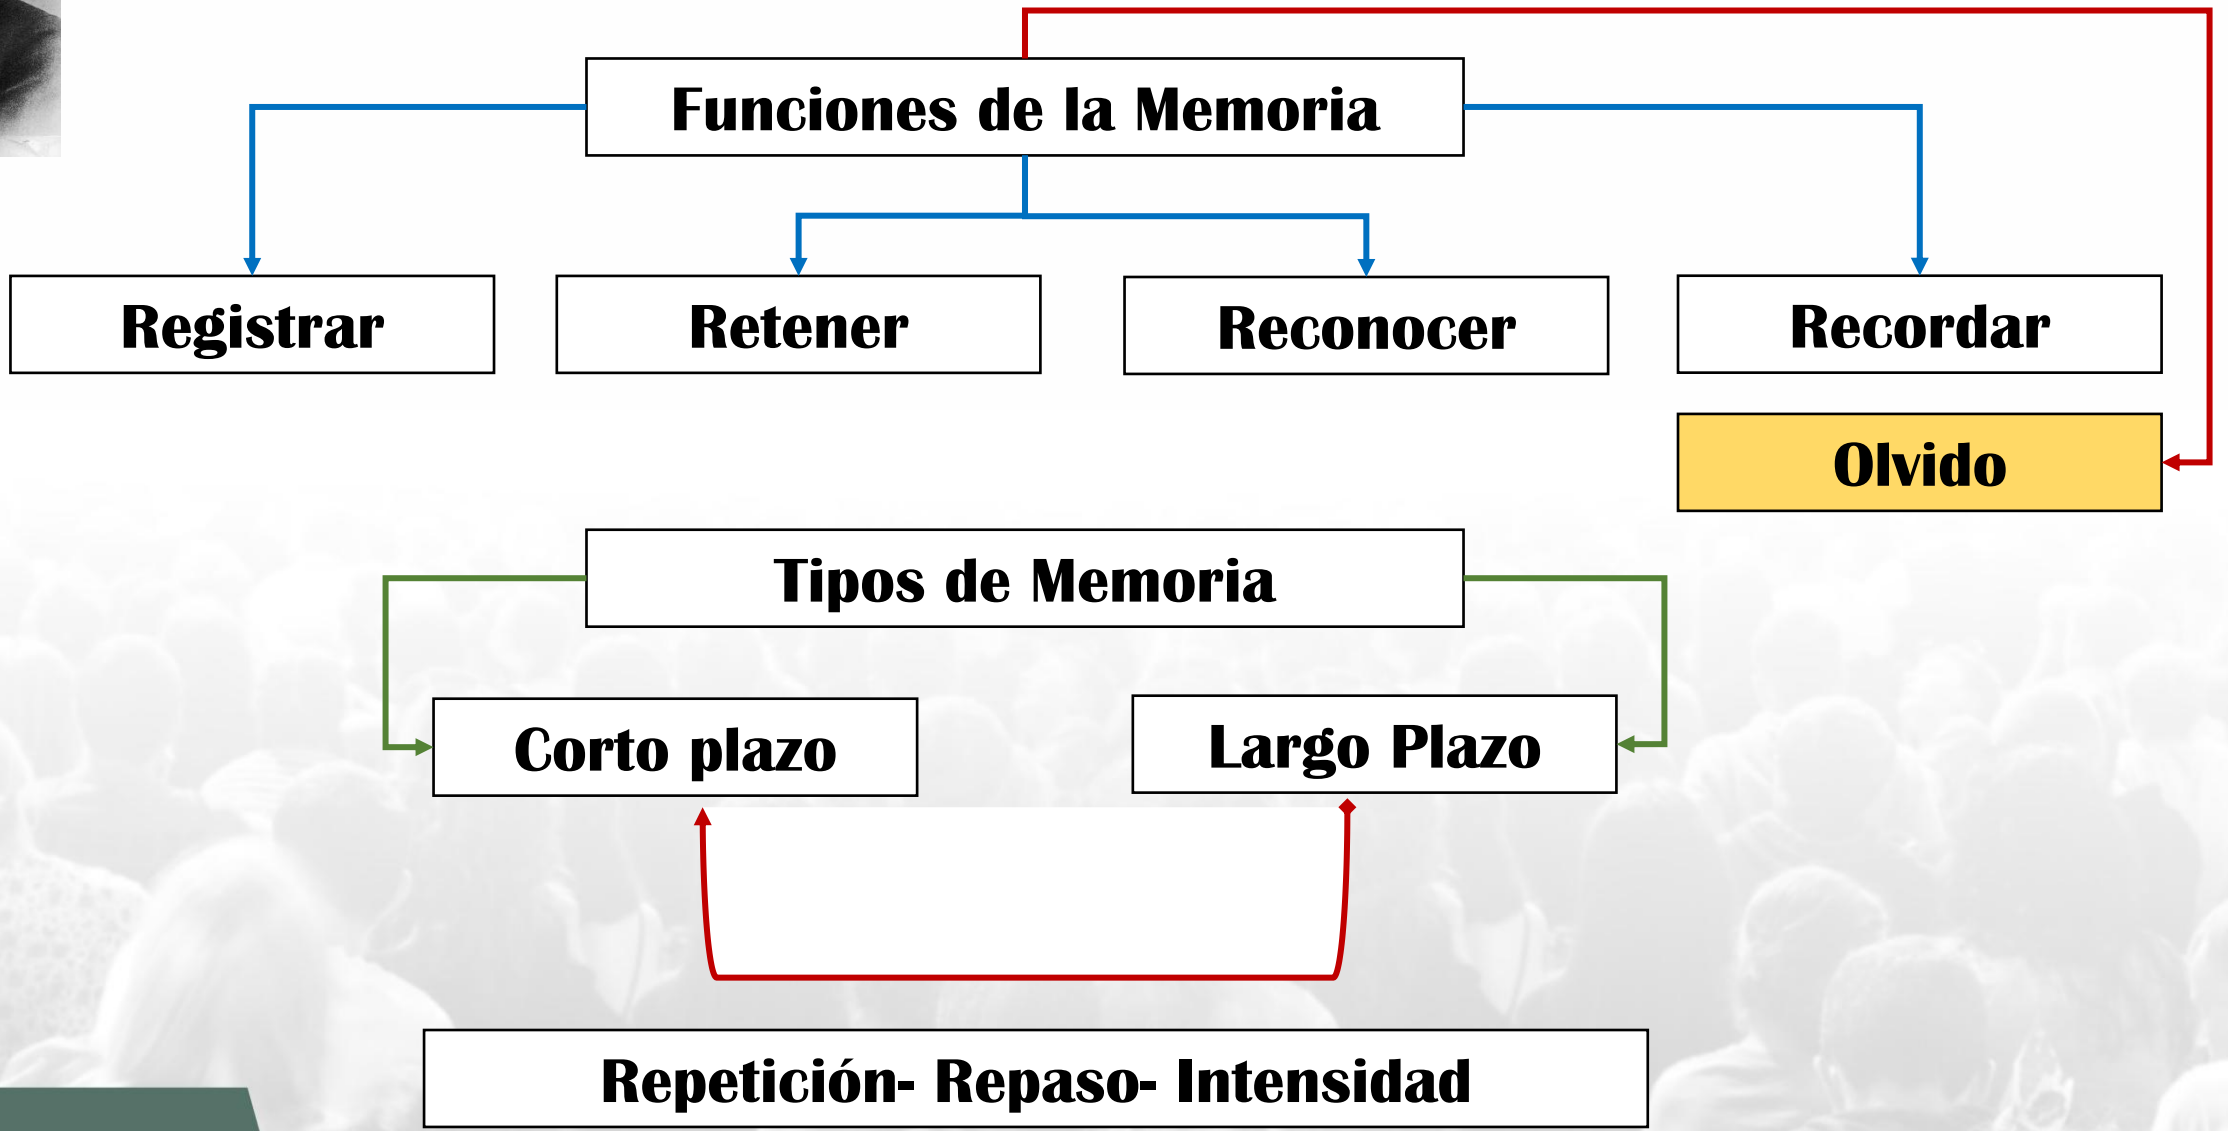 Funciones de la Memoria
Registrar
Retener
Reconocer
Recordar
Olvido
Tipos de Memoria
Corto plazo
Largo Plazo
Repetición- Repaso- Intensidad